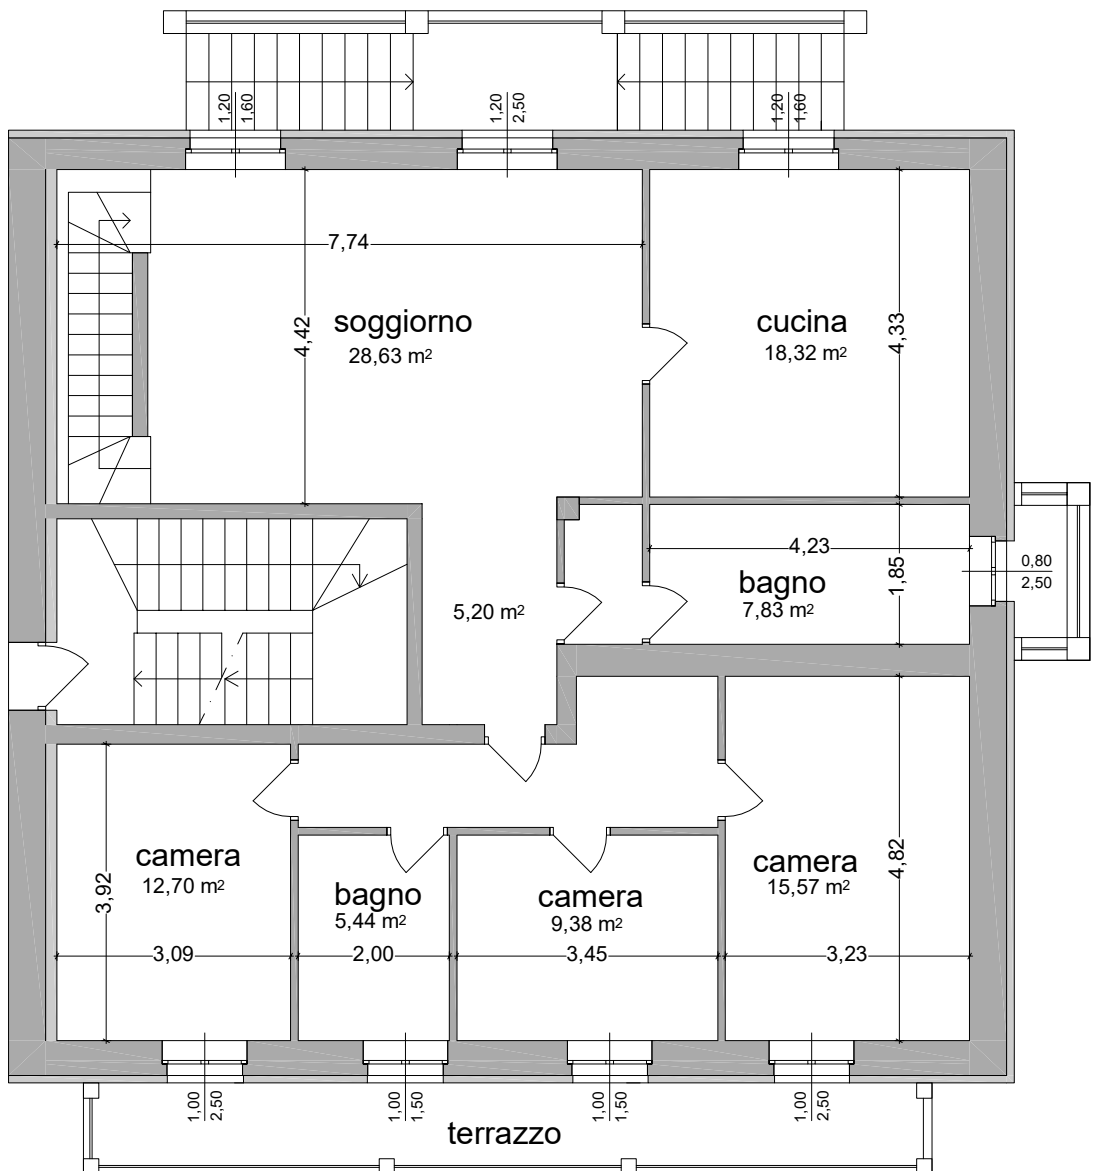 1,20
1,60
1,20
2,50
1,20
1,60
7,74
4,42
soggiorno
28,63 m²
cucina
18,32 m²
4,33
4,23
bagno
7,83 m²
1,85
0,80
2,50
5,20 m²
camera
12,70 m²
3,92
3,09
bagno
5,44 m²
2,00
camera
9,38 m²
3,45
camera
15,57 m²
4,82
3,23
1,00
2,50
1,00
1,50
1,00
1,50
1,00
2,50
terrazzo